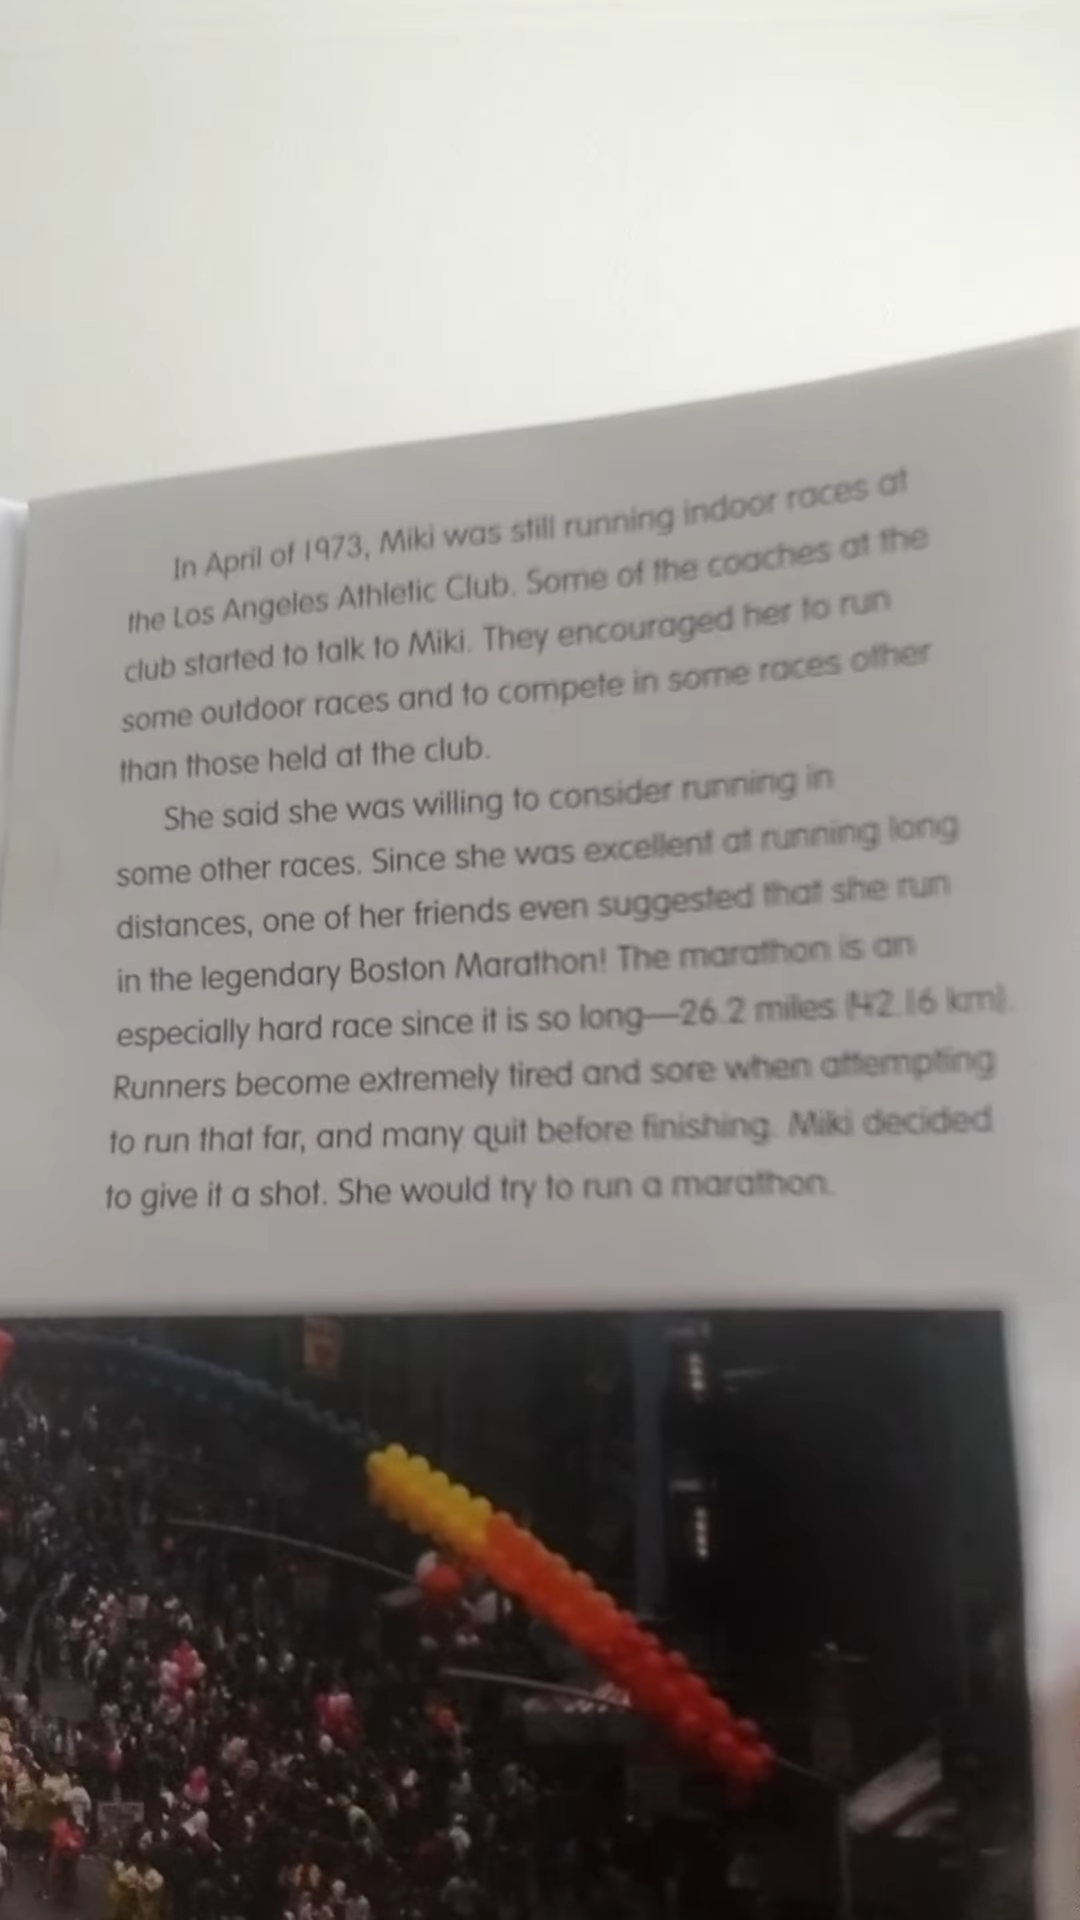 In April of 1973, Miki was still running indoor races at
the Los Angeles Athletic Club. Some of the coaches at the
club started to talk to Miki. They encouraged her to run
some outdoor races and to compete in some races other
than those held at the club.
She said she was willing to consider running in
some other races. Since she was excellent at running long
distances, one of her friends even suggested that she run
in the legendary Boston Marathon! The marathon is an
especially hard race since it is so long—26.2 miles (42.16 km).
Runners become extremely tired and sore when attempting
to run that far, and many quit before finishing. Miki decided
to give it a shot. She would try to run a marathon.